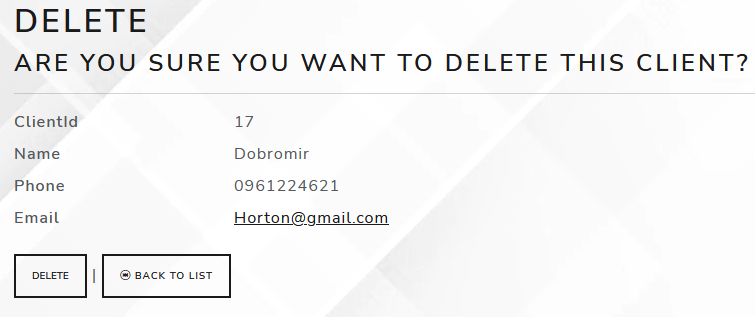 DELETE
ARE YOU SURE YOU WANT TO DELETE THIS CLIENT?
ClientId 17
Name Dobromir
Phone 0961224621
Email Horton@gmail.com
DELETE | BACK TO LIST